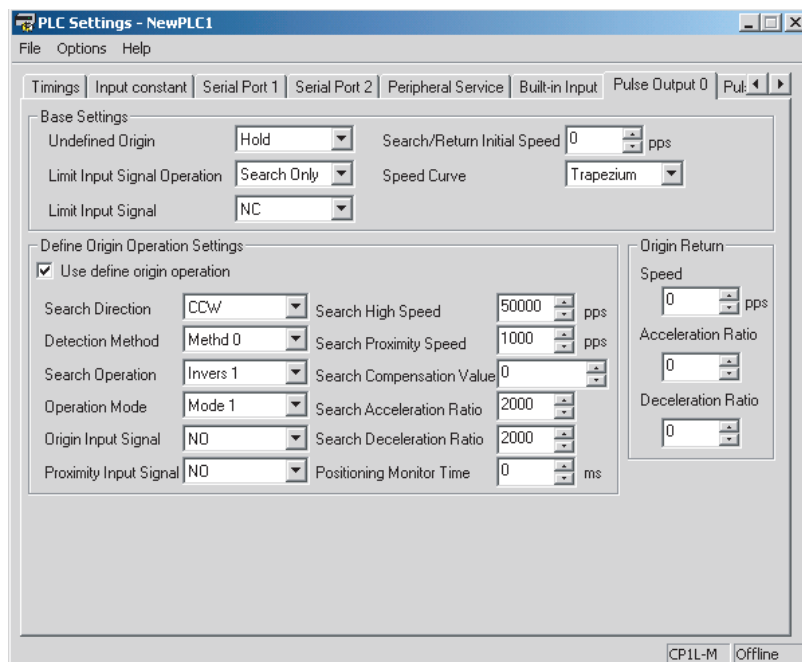 PLC Settings - NewPLC1
File Options Help
Timings Input constant Serial Port 1 Serial Port 2 Peripheral Service Built-in Input Pulse Output 0 Pul
Base Settings
Undefined Origin Hold Search/Return Initial Speed 0 pps
Limit Input Signal Operation Search Only Speed Curve Trapezium
Limit Input Signal NC
Define Origin Operation Settings Origin Return
Use define origin operation Speed
Search Direction CCW Search High Speed 50000 pps 0 pps
Detection Method Methd 0 Search Proximity Speed 1000 pps Acceleration Ratio
Search Operation Invers 1 Search Compensation Value 0 0
Operation Mode Mode 1 Search Acceleration Ratio 2000 Deceleration Ratio
Origin Input Signal NO Search Deceleration Ratio 2000 0
Proximity Input Signal NO Positioning Monitor Time 0 ms
CP1L-M Offline